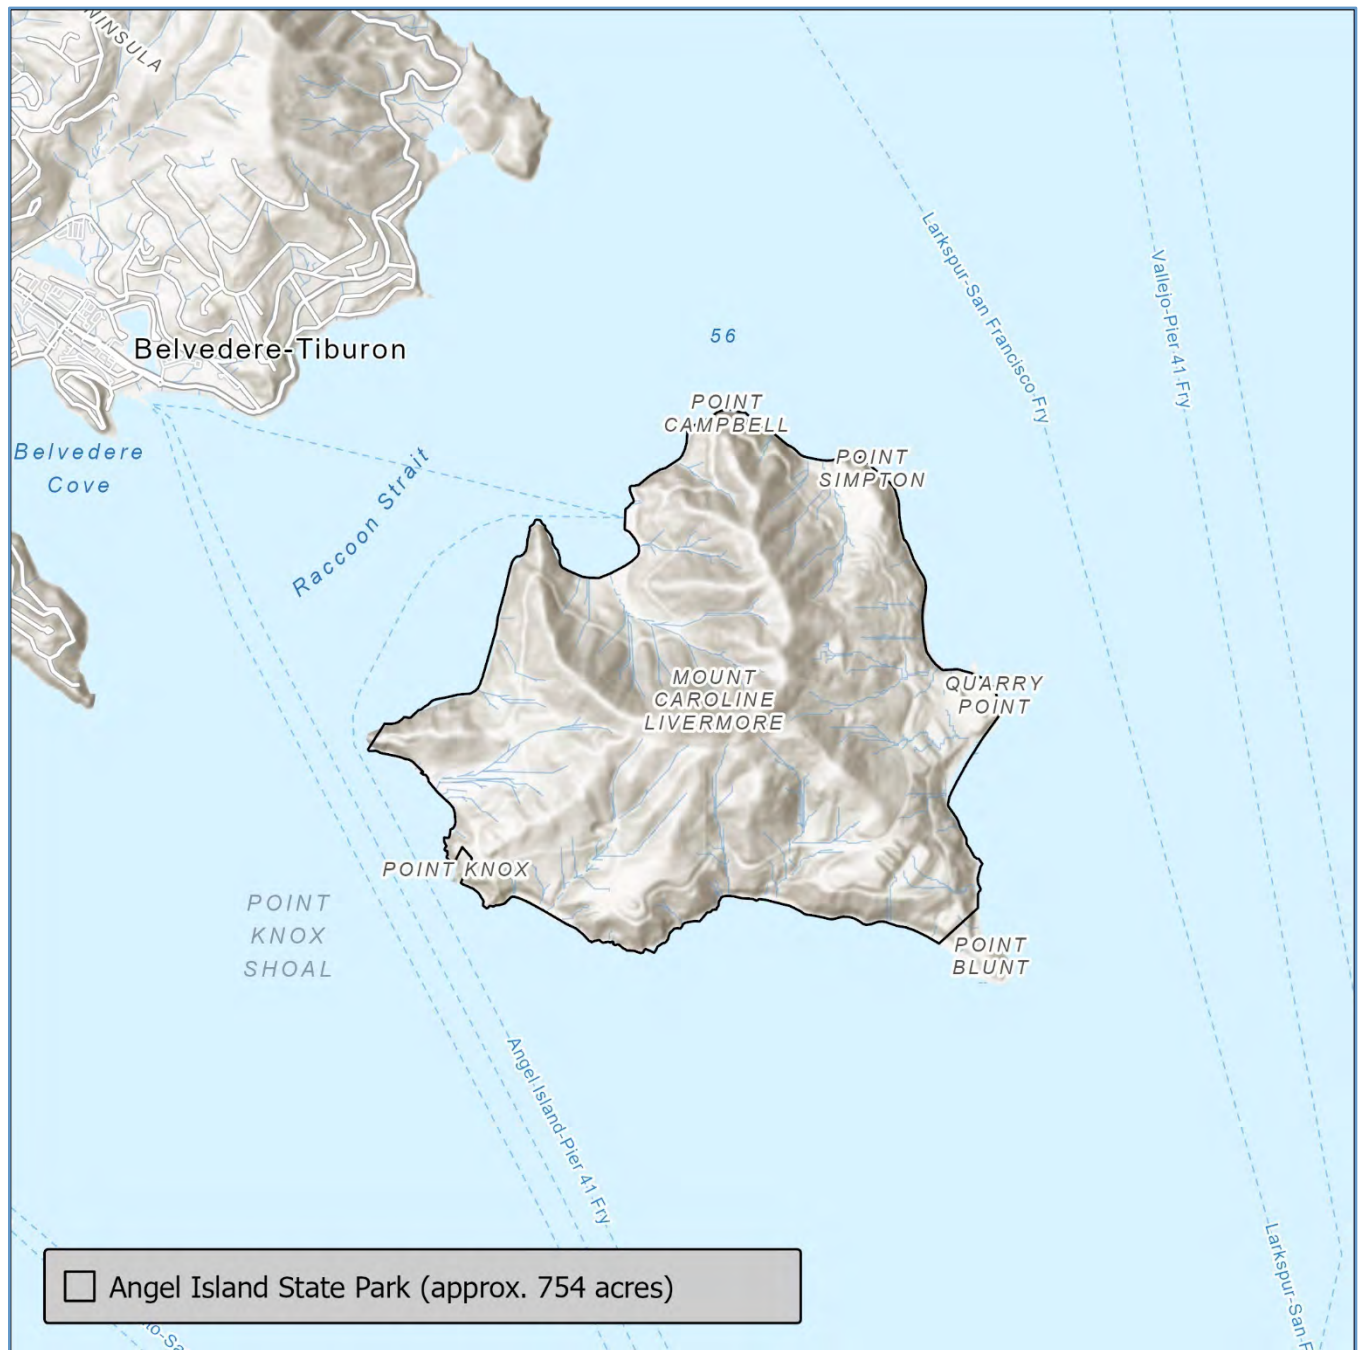 WINSULA
Larkspur-San Francisco Fry
Vallejo-Pier 41 Fry
56
Belvedere-Tiburon
POINT
CAMPBELL
Belvedere
Cove
Raccoon Strait
POINT
SIMPTON
MOUNT
CAROLINE
LIVERMORE
QUARRY
POINT
POINT KNOX
POINT
KNOX
SHOAL
POINT
BLUNT
Angel Island-Pier 41 Fry
Larkspur-San F
Angel Island State Park (approx. 754 acres)